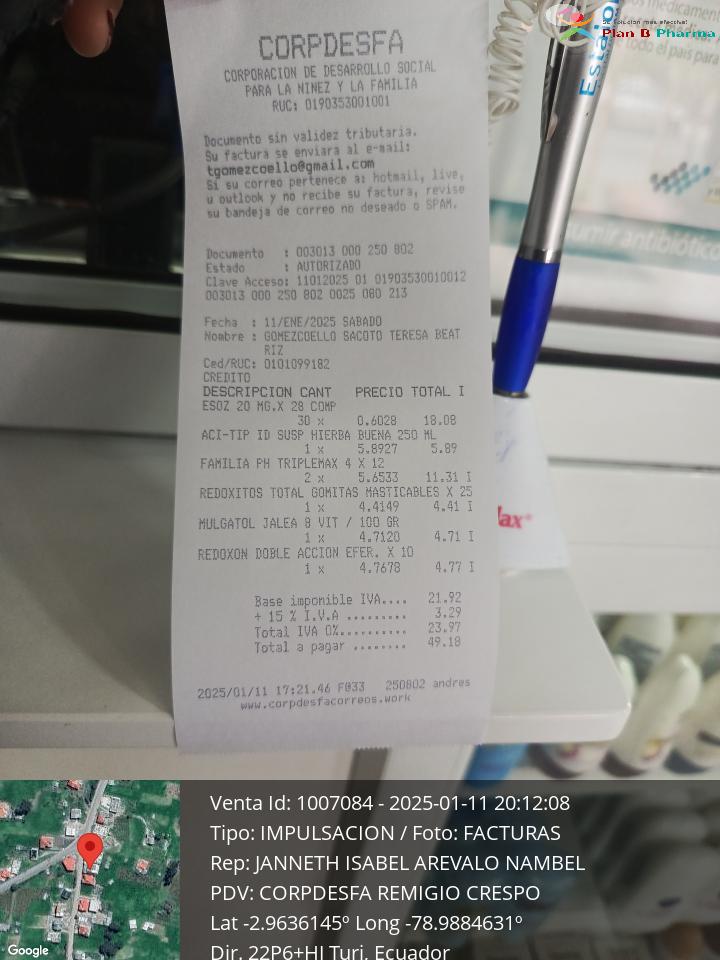 CORPDESFA
CORPORACION DE DESARROLLO SOCIAL
PARA LA NINEZ Y LA FAMILIA
RUC: 0190353001001
Documento sin validez tributaria.
Su factura se enviara al e-mail:
tgomezcoello@gmail.com
Si su correo pertenece a: hotmail, live,
u outlook y no recibe su factura, revise
su bandeja de correo no deseado o SPAM.
Documento : 003013 000 250 802
Estado : AUTORIZADO
Clave Acceso: 11012025 01 01903530010012
003013 000 250 802 0025 080 213
Fecha : 11/ENE/2025 SABADO
Nombre : GOMEZCOELLO SACOTO TERESA BEAT
RIZ
Ced/RUC: 0101099182
CREDITO
DESCRIPCION CANT PRECIO TOTAL I
ESOZ 20 MG.X 28 COMP
30 x 0.6028 18.08
ACI-TIP ID SUSP HIERBA BUENA 250 ML
1 x 5.8927 5.89
FAMILIA PH TRIPLEMAX 4 X 12
2 x 5.6533 11.31 I
REDOXITOS TOTAL GOMITAS MASTICABLES X 25
1 x 4.4149 4.41 I
MULGATOL JALEA 8 VIT / 100 GR
1 x 4.7120 4.71 I
REDOXON DOBLE ACCION EFER. X 10
1 x 4.7678 4.77 I
Base imponible IVA.... 21.92
+ 15 % I.V.A ......... 3.29
Total IVA 0%.......... 23.97
Total a pagar ........ 49.18
2025/01/11 17:21.46 F@33 250802 andres
www.corpdesfacorreos.work
Plan B Pharma
umir antibiótico
Google
Venta Id: 1007084 - 2025-01-11 20:12:08
Tipo: IMPULSACION / Foto: FACTURAS
Rep: JANNETH ISABEL AREVALO NAMBEL
PDV: CORPDESFA REMIGIO CRESPO
Lat -2.9636145º Long -78.9884631º
Dir. 22P6+HJ Turi, Ecuador